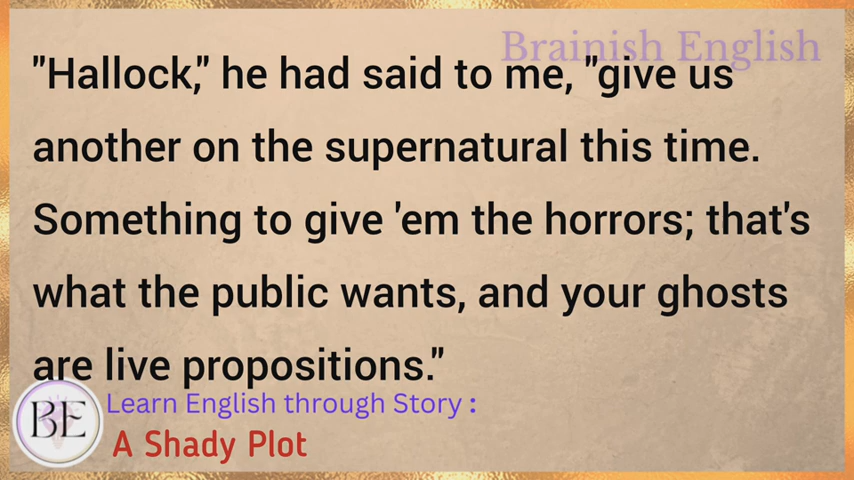 Brainish English
"Hallock," he had said to me, "give us
another on the supernatural this time.
Something to give 'em the horrors; that's
what the public wants, and your ghosts
are live propositions."
BE
Learn English through Story :
A Shady Plot